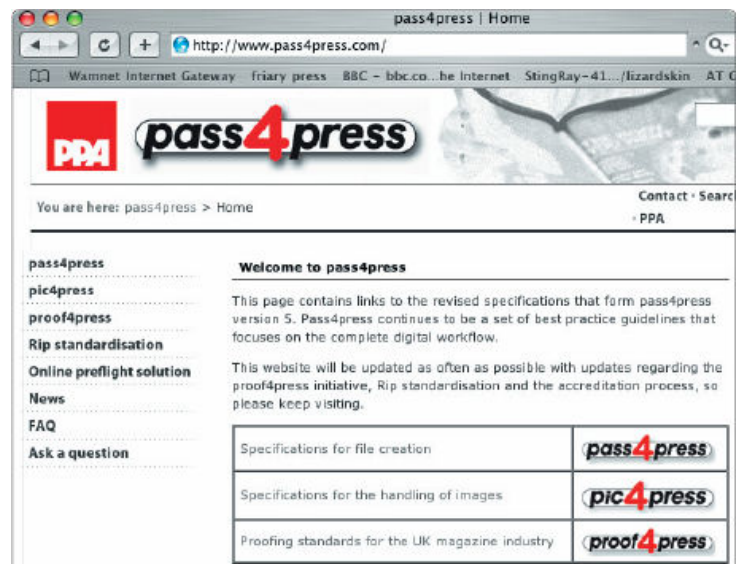 pass4press | Home
http://www.pass4press.com/
Q-
Wamnet Internet Gateway friary press BBC - bbc.co...he Internet StingRay-41.../lizardskin AT
PPA
pass4press
You are here: pass4press > Home
Contact · Searc
· PPA
pass4press
pic4press
proof4press
Rip standardisation
Online preflight solution
News
FAQ
Ask a question
Welcome to pass4press
This page contains links to the revised specifications that form pass4press
version 5. Pass4press continues to be a set of best practice guidelines that
focuses on the complete digital workflow.
This website will be updated as often as possible with updates regarding the
proof4press initiative, Rip standardisation and the accreditation process, so
please keep visiting.
Specifications for file creation
pass4press
Specifications for the handling of images
pic4press
Proofing standards for the UK magazine industry
proof4press